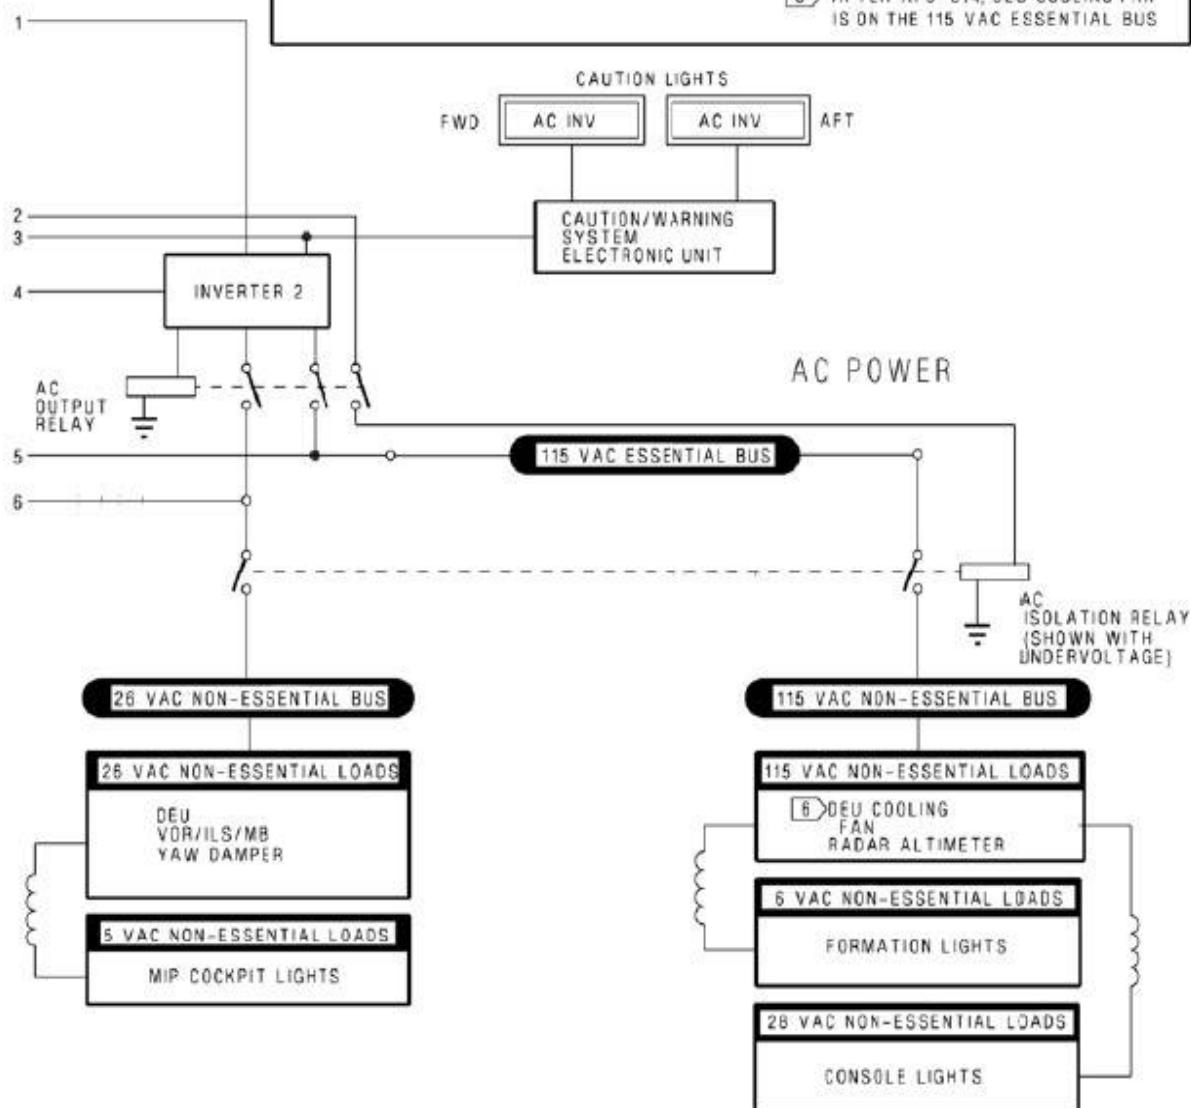 1
IS ON THE 115 VAC ESSENTIAL BUS
CAUTION LIGHTS
FWD
AC INV
AC INV
AFT
2
3
CAUTION/WARNING
SYSTEM
ELECTRONIC UNIT
4
INVERTER 2
AC POWER
AC
OUTPUT
RELAY
5
115 VAC ESSENTIAL BUS
6
AC
ISOLATION RELAY
(SHOWN WITH
UNDERVOLTAGE)
26 VAC NON-ESSENTIAL BUS
115 VAC NON-ESSENTIAL BUS
26 VAC NON-ESSENTIAL LOADS
DEU
VOR/ILS/MB
YAW DAMPER
5 VAC NON-ESSENTIAL LOADS
MIP COCKPIT LIGHTS
115 VAC NON-ESSENTIAL LOADS
6 DEU COOLING
FAN
RADAR ALTIMETER
6 VAC NON-ESSENTIAL LOADS
FORMATION LIGHTS
28 VAC NON-ESSENTIAL LOADS
CONSOLE LIGHTS